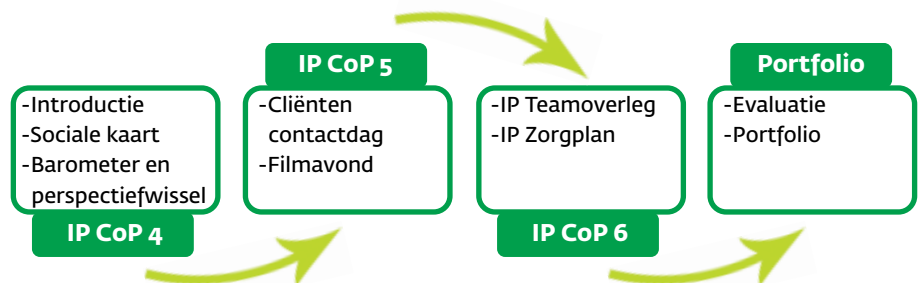 -Introductie
-Sociale kaart
-Barometer en
perspectiefwissel
IP CoP 4
IP CoP 5
-Cliënten
contactdag
-Filmavond
-IP Teamoverleg
-IP Zorgplan
IP CoP 6
Portfolio
-Evaluatie
-Portfolio